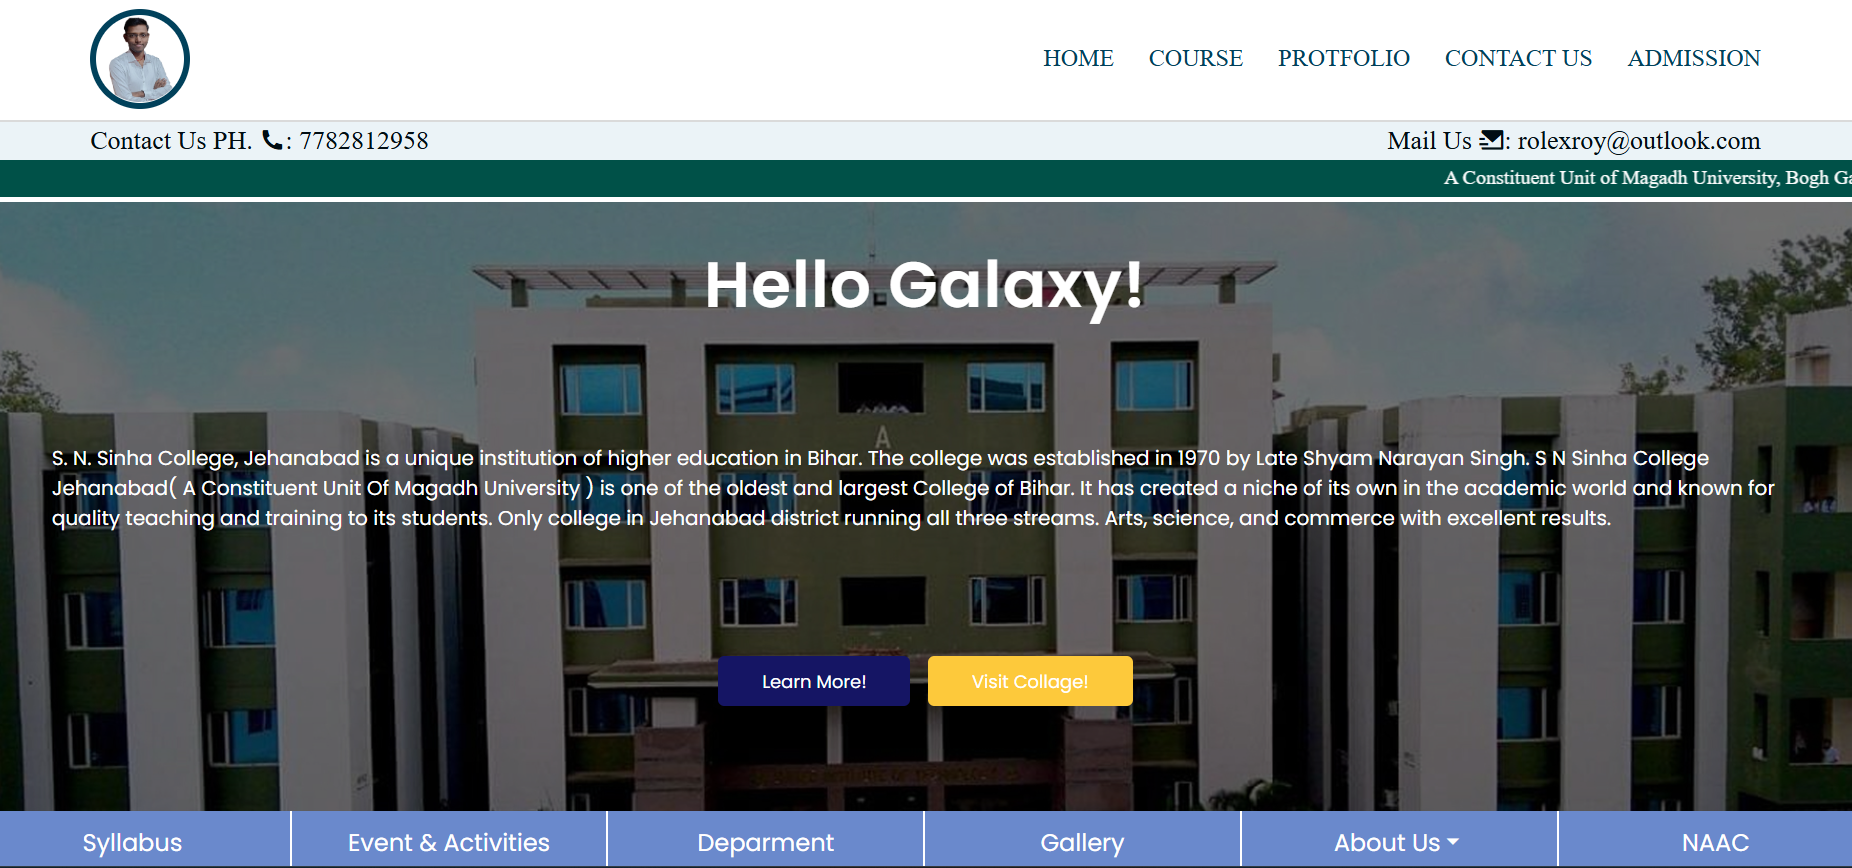 HOME COURSE PROTFOLIO CONTACT US ADMISSION
Contact Us PH. : 7782812958
Mail Us : rolexroy@outlook.com
A Constituent Unit of Magadh University, Bogh Ga
Hello Galaxy!
A
S. N. Sinha College, Jehanabad is a unique institution of higher education in Bihar. The college was established in 1970 by Late Shyam Narayan Singh. S N Sinha College
Jehanabad( A Constituent Unit Of Magadh University ) is one of the oldest and largest College of Bihar. It has created a niche of its own in the academic world and known for
quality teaching and training to its students. Only college in Jehanabad district running all three streams. Arts, science, and commerce with excellent results.
Learn More! Visit Collage!
INSTITUTE OF TECHNOLOGY
Syllabus Event & Activities Deparment Gallery About Us NAAC